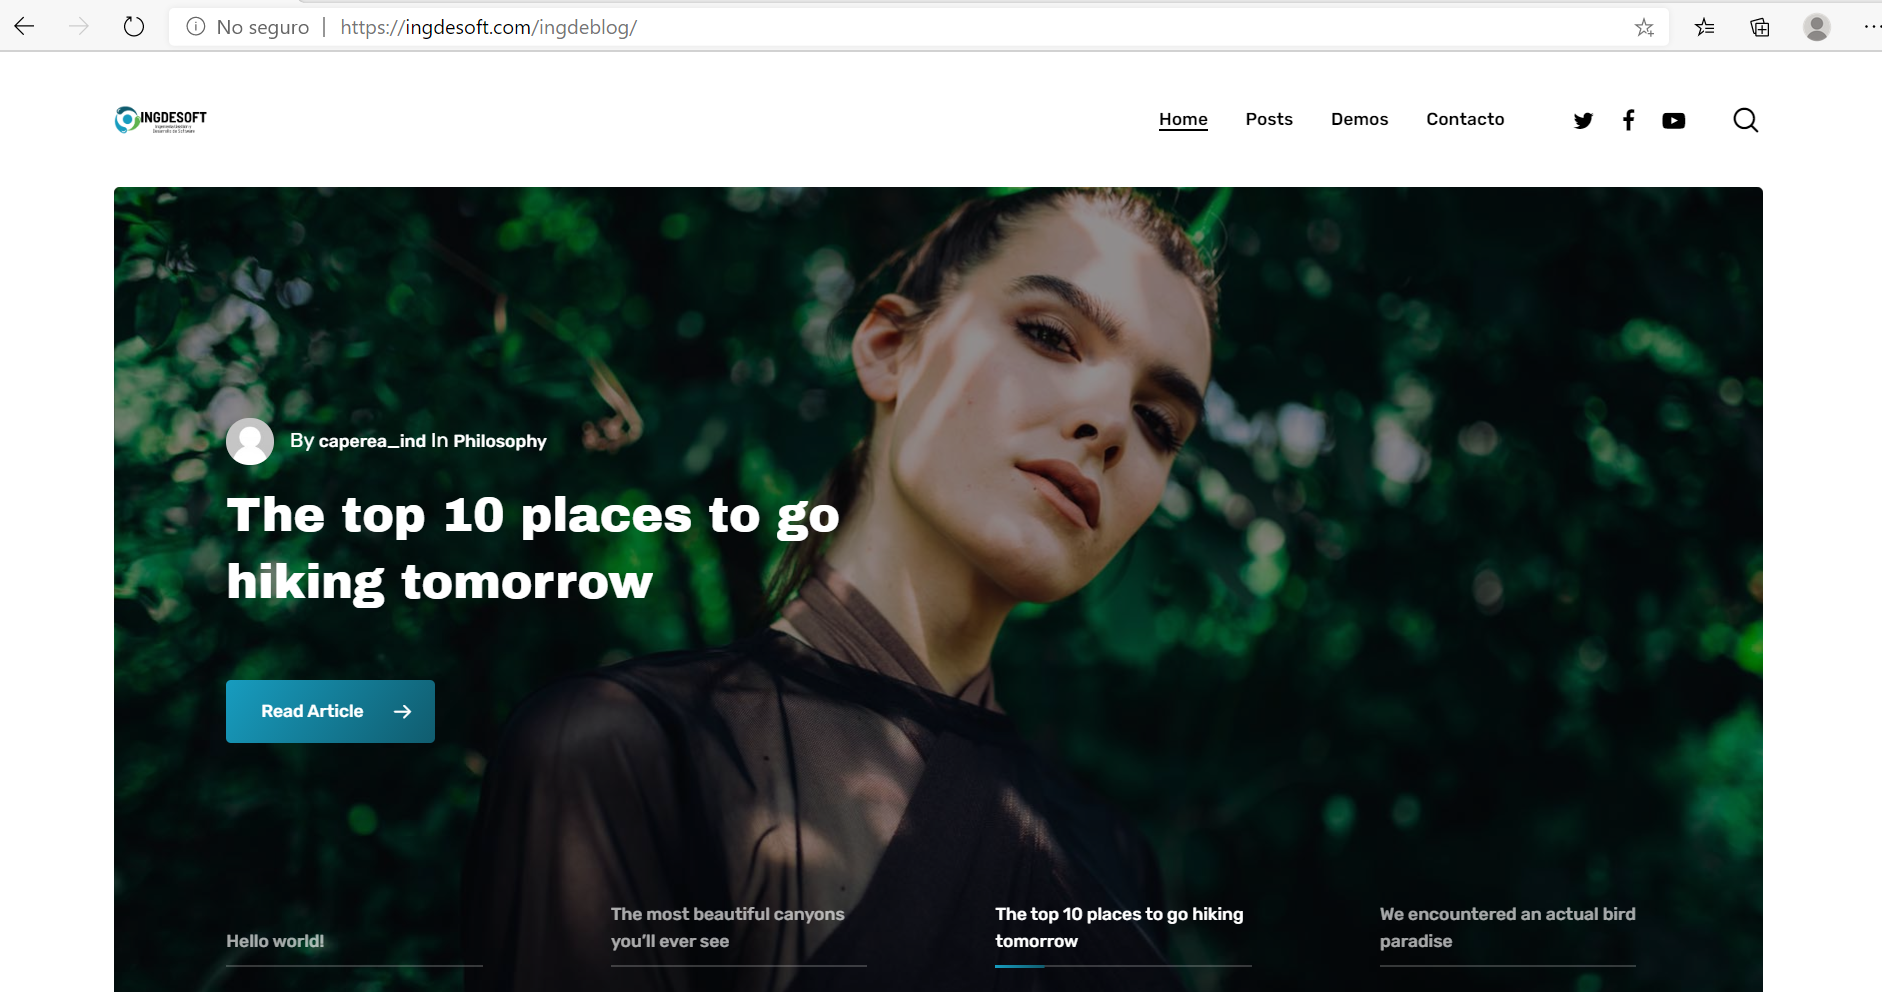 No seguro | https://ingdesoft.com/ingdeblog/
INGDESOFT
Home Posts Demos Contacto
By caperea_ind In Philosophy
The top 10 places to go
hiking tomorrow
Read Article
Hello world!
The most beautiful canyons
you'll ever see
The top 10 places to go hiking
tomorrow
We encountered an actual bird
paradise